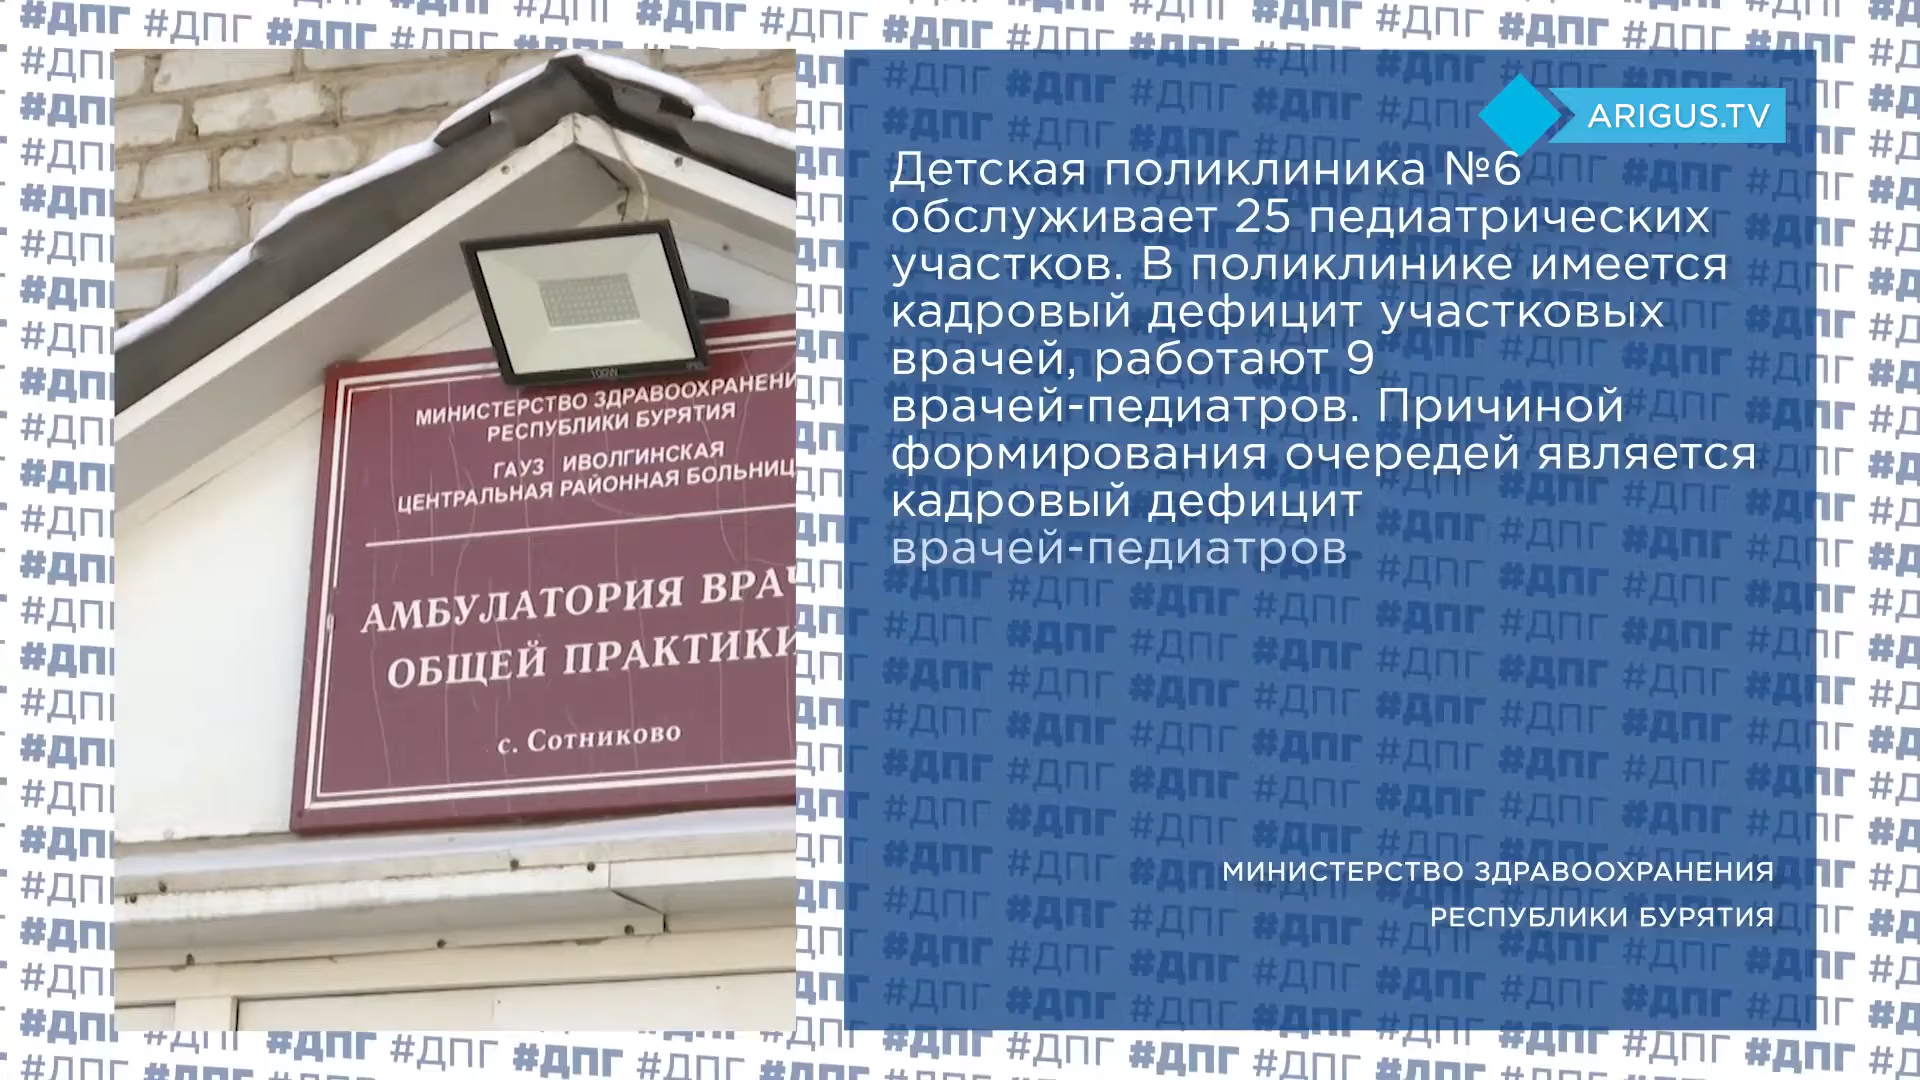 100W
МИНИСТЕРСТВО ЗДРАВООХРАНЕНИ
РЕСПУБЛИКИ БУРЯТИЯ
ГАУЗ ИВОЛГИНСКАЯ
ЦЕНТРАЛЬНАЯ РАЙОННАЯ БОЛЬНИЦ
АМБУЛАТОРИЯ ВРАЧ
ОБЩЕЙ ПРАКТИКИ
с. Сотниково
ARIGUS.TV
Детская поликлиника №6
обслуживает 25 педиатрических
участков. В поликлинике имеется
кадровый дефицит участковых
врачей, работают 9
врачей-педиатров. Причиной
формирования очередей является
кадровый дефицит
врачей-педиатров
МИНИСТЕРСТВО ЗДРАВООХРАНЕНИЯ
РЕСПУБЛИКИ БУРЯТИЯ
#ДПГ